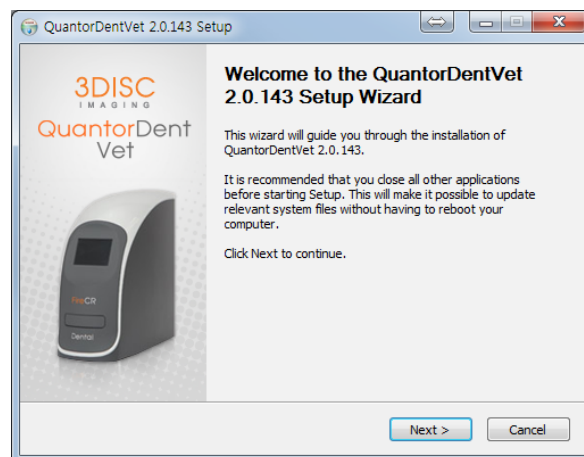 QuantorDentVet 2.0.143 Setup
3DISC
IMAGING
QuantorDent
Vet
FireCR
Dental
Welcome to the QuantorDentVet
2.0.143 Setup Wizard
This wizard will guide you through the installation of
QuantorDentVet 2.0.143.
It is recommended that you close all other applications
before starting Setup. This will make it possible to update
relevant system files without having to reboot your
computer.
Click Next to continue.
Next >
Cancel